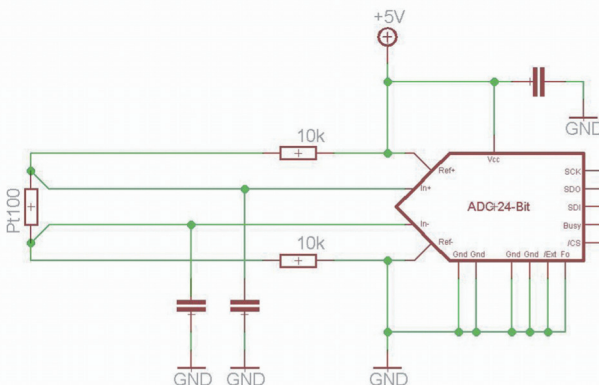 +5V
GND
10k
Vcc
Ref+
SCK
In+
SDO
Pt100
ADC 24-Bit
SDI
In-
Busy
Ref-
/CS
10k
Gnd Gnd Gnd Gnd /Ext Fo
GND GND GND